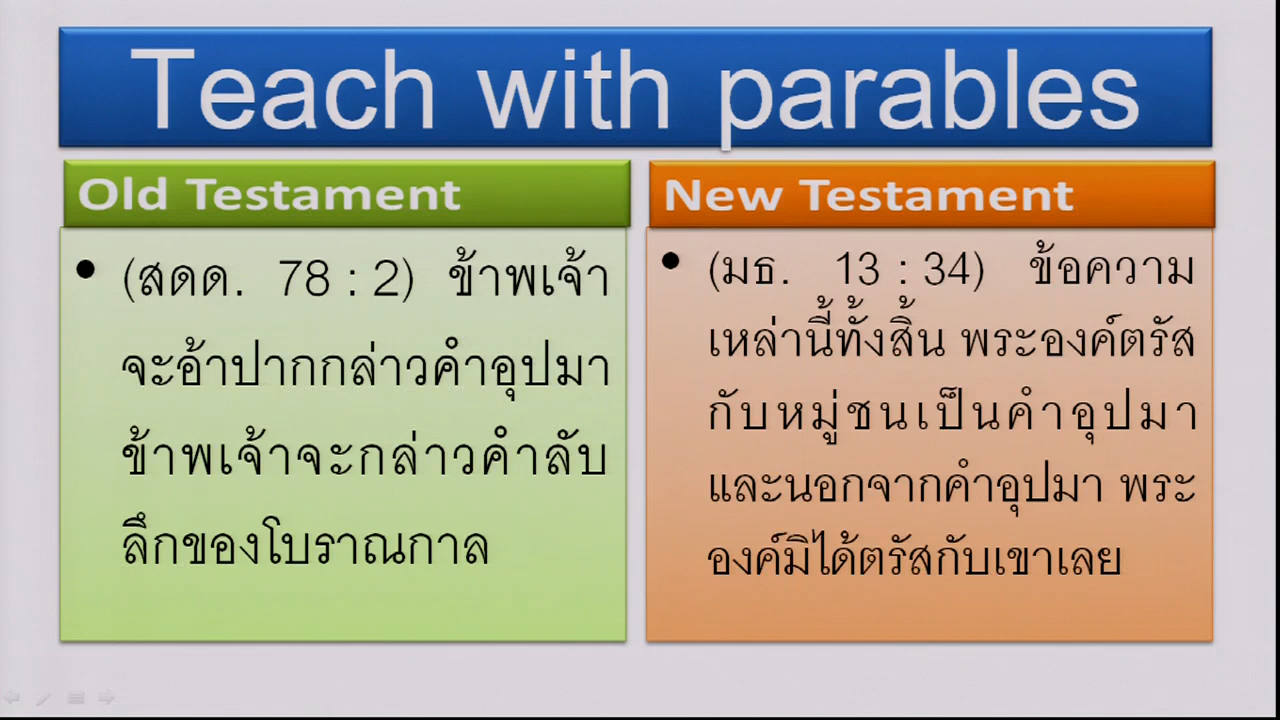 Teach with parables
Old Testament
• (สดด. 78 : 2) ข้าพเจ้า
จะอ้าปากกล่าวคำอุปมา
ข้าพเจ้าจะกล่าวคำลับ
ลึกของโบราณกาล
New Testament
• (มธ. 13 : 34) ข้อความ
เหล่านี้ทั้งสิ้น พระองค์ตรัส
กับหมู่ชนเป็นคำอุปมา
และนอกจากคำอุปมา พระ
องค์มิได้ตรัสกับเขาเลย